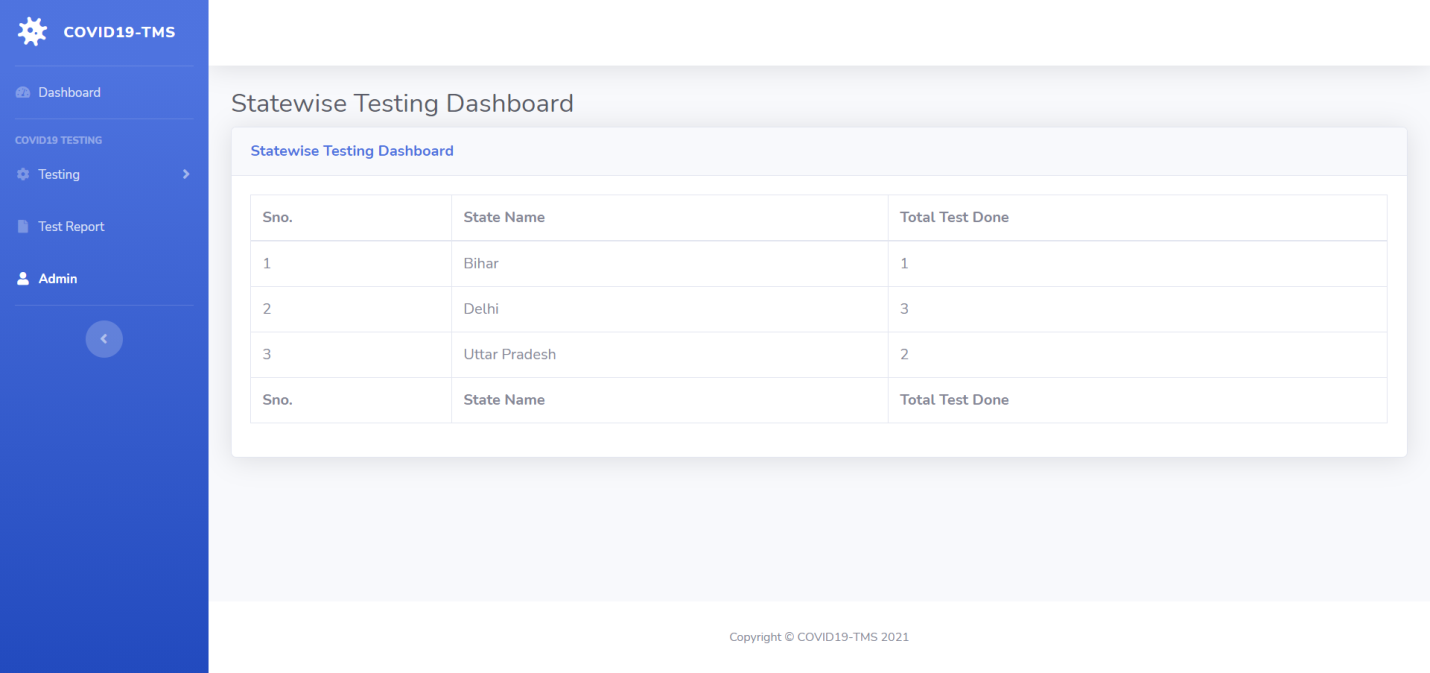 COVID19-TMS
Dashboard
COVID19 TESTING
Testing
Test Report
Admin
Statewise Testing Dashboard
Statewise Testing Dashboard
Sno. State Name Total Test Done
1 Bihar 1
2 Delhi 3
3 Uttar Pradesh 2
Sno. State Name Total Test Done
Copyright © COVID19-TMS 2021